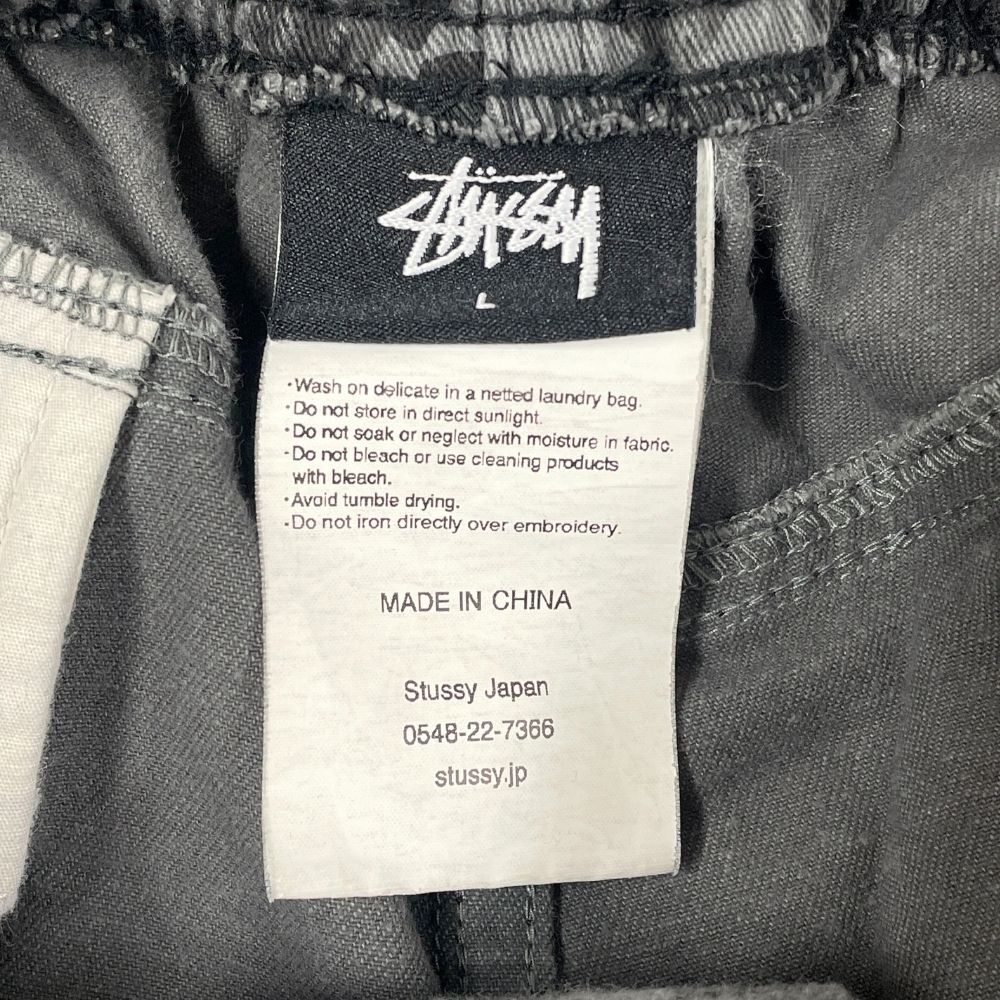 STÜSSY
L
·Wash on delicate in a netted laundry bag.
·Do not store in direct sunlight.
·Do not soak or neglect with moisture in fabric.
·Do not bleach or use cleaning products
with bleach.
·Avoid tumble drying.
·Do not iron directly over embroidery.
MADE IN CHINA
Stussy Japan
0548-22-7366
stussy.jp